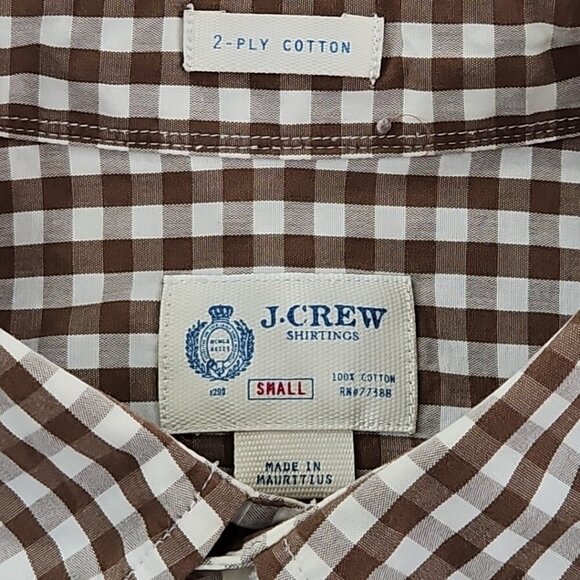 2-PLY COTTON
J.CREW
SHIRTINGS
SMALL
100% COTTON
RN#77388
MADE IN
MAURITIUS